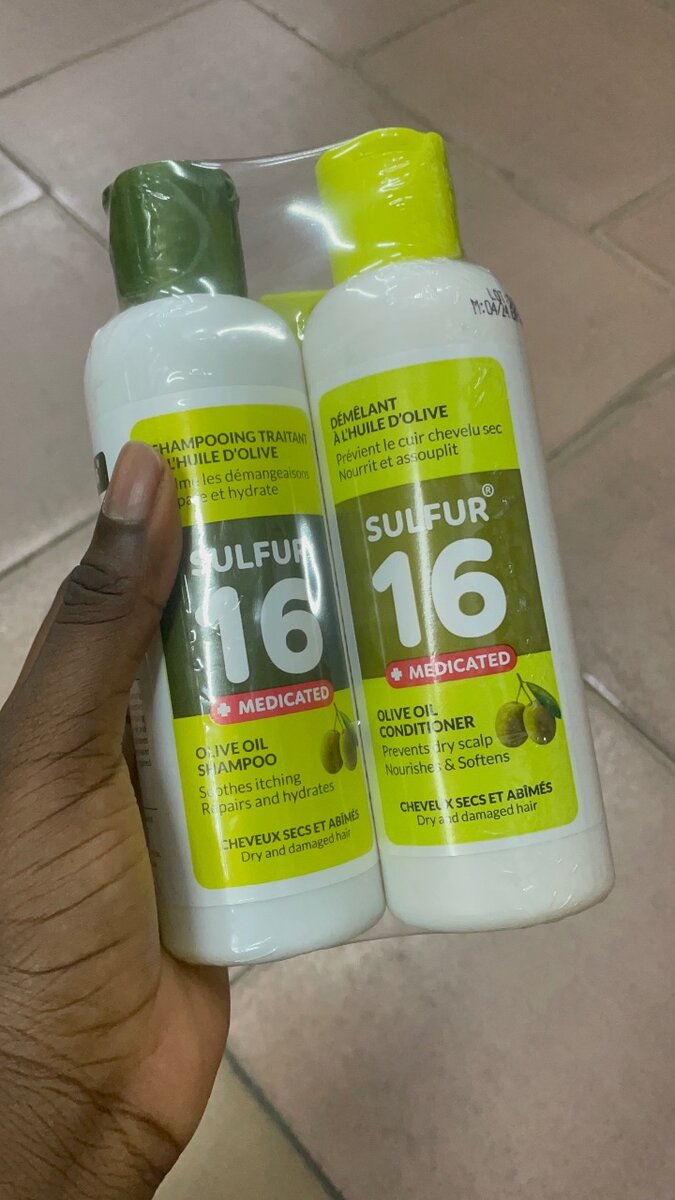 SHAMPOOING TRAITANT
L'HUILE D'OLIVE
les démangeaisons
et hydrate
SULFUR
16
+ MEDICATED
OLIVE OIL
SHAMPOO
Soothes itching
Repairs and hydrates
CHEVEUX SECS ET ABÎMÉS
Dry and damaged hair
M:04/24
DÉMÊLANT
À L'HUILE D'OLIVE
Prévient le cuir chevelu sec
Nourrit et assouplit
SULFUR®
16
+ MEDICATED
OLIVE OIL
CONDITIONER
Prevents dry scalp
Nourishes & Softens
CHEVEUX SECS ET ABÎMÉS
Dry and damaged hair